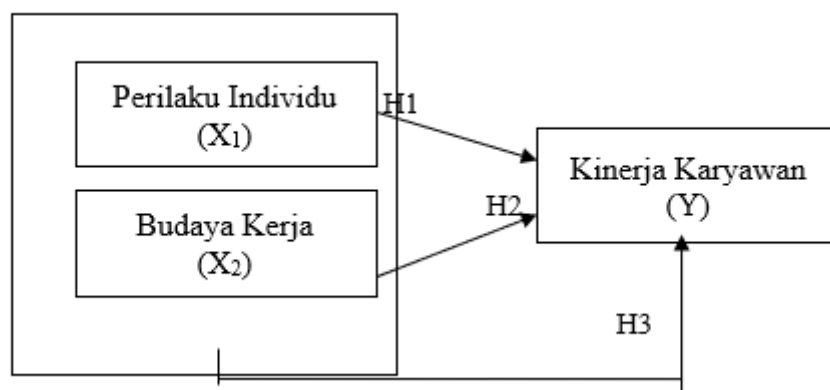 Perilaku Individu
(X₁)
H1
Kinerja Karyawan
(Y)
Budaya Kerja
(X₂)
H2
H3